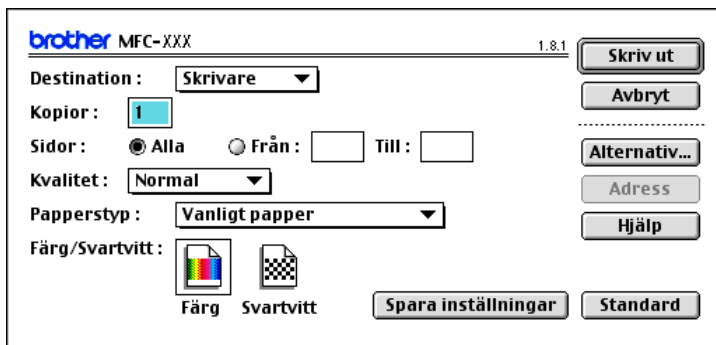 brother MFC-XXX 1.8.1
Skriv ut
Destination : Skrivare
Avbryt
Kopior : 1
Sidor : Alla Från : Till :
Alternativ...
Kvalitet : Normal
Adress
Papperstyp : Vanligt papper
Hjälp
Färg/Svartvitt :
Färg Svartvitt
Spara inställningar Standard